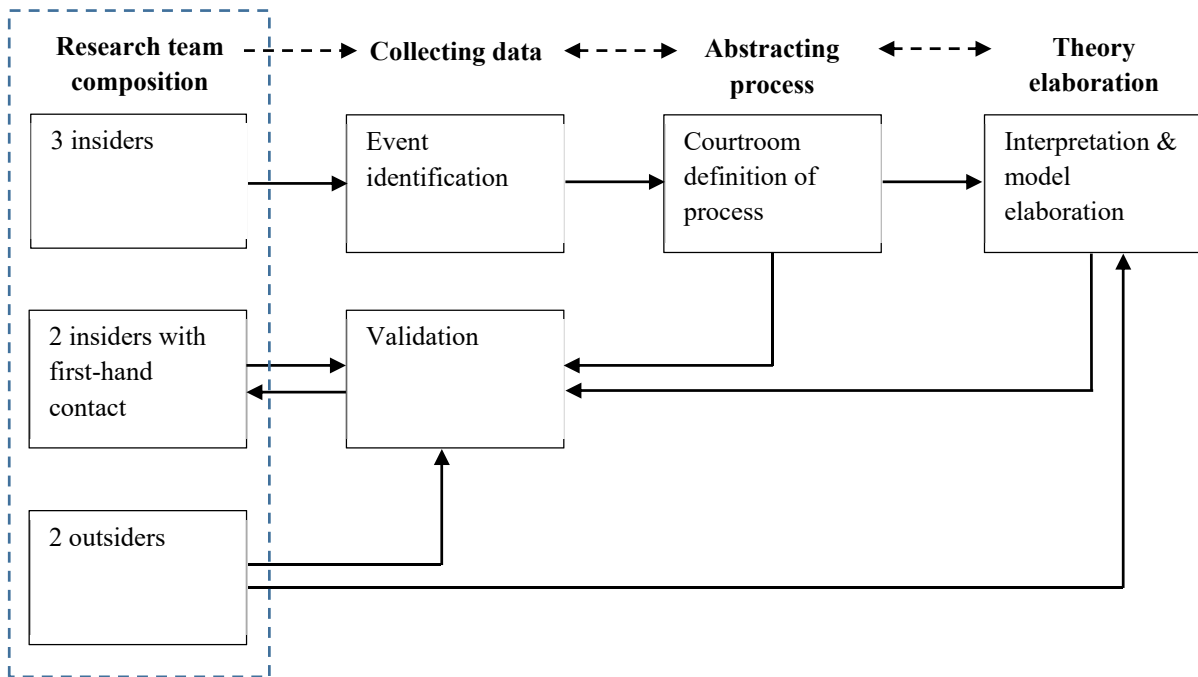 Research team
composition
Collecting data
Abstracting
process
Theory
elaboration
3 insiders
Event
identification
Courtroom
definition of
process
Interpretation &
model
elaboration
2 insiders with
first-hand
contact
Validation
2 outsiders